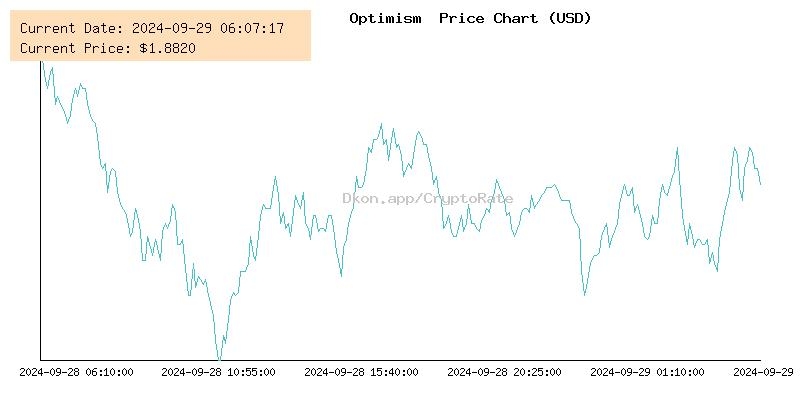 Optimism Price Chart (USD)
Current Date: 2024-09-29 06:07:17
Current Price: $1.8820
Dkon.app/CryptoRate
2024-09-28 06:10:00 2024-09-28 10:55:00 2024-09-28 15:40:00 2024-09-28 20:25:00 2024-09-29 01:10:00 2024-09-29